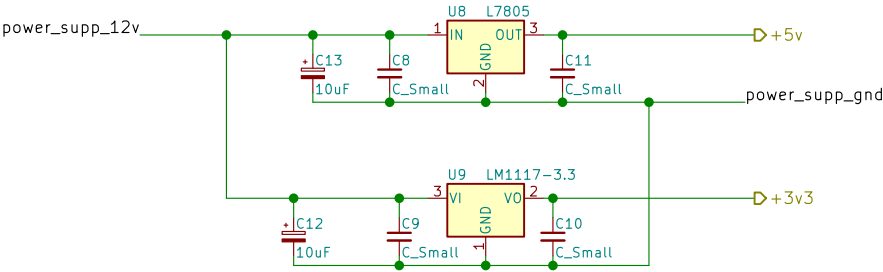 U8 L7805
power_supp_12v
1 IN OUT 3
+5v
GND
2
+ C13
10uF
C8
C_Small
C11
C_Small
power_supp_gnd
U9 LM1117-3.3
3 VI VO 2
+3v3
GND
1
+ C12
10uF
C9
C_Small
C10
C_Small